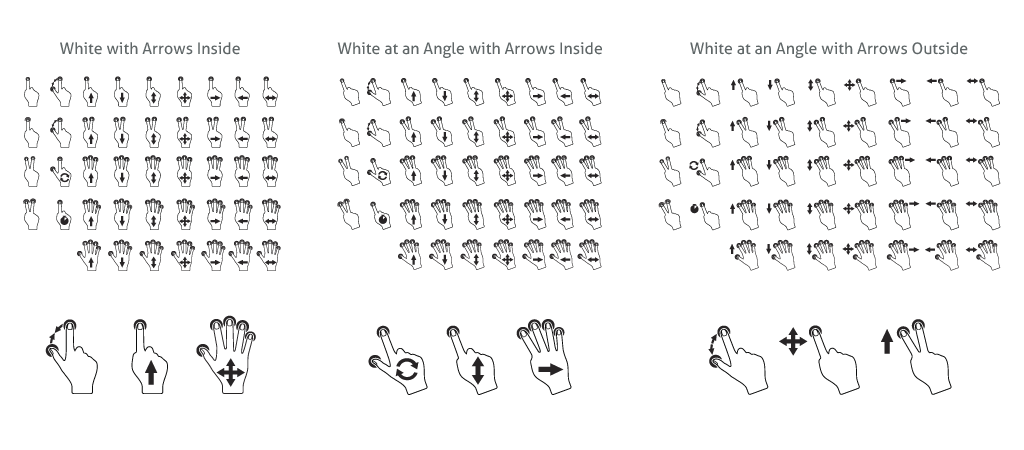 White with Arrows Inside
White at an Angle with Arrows Inside
White at an Angle with Arrows Outside